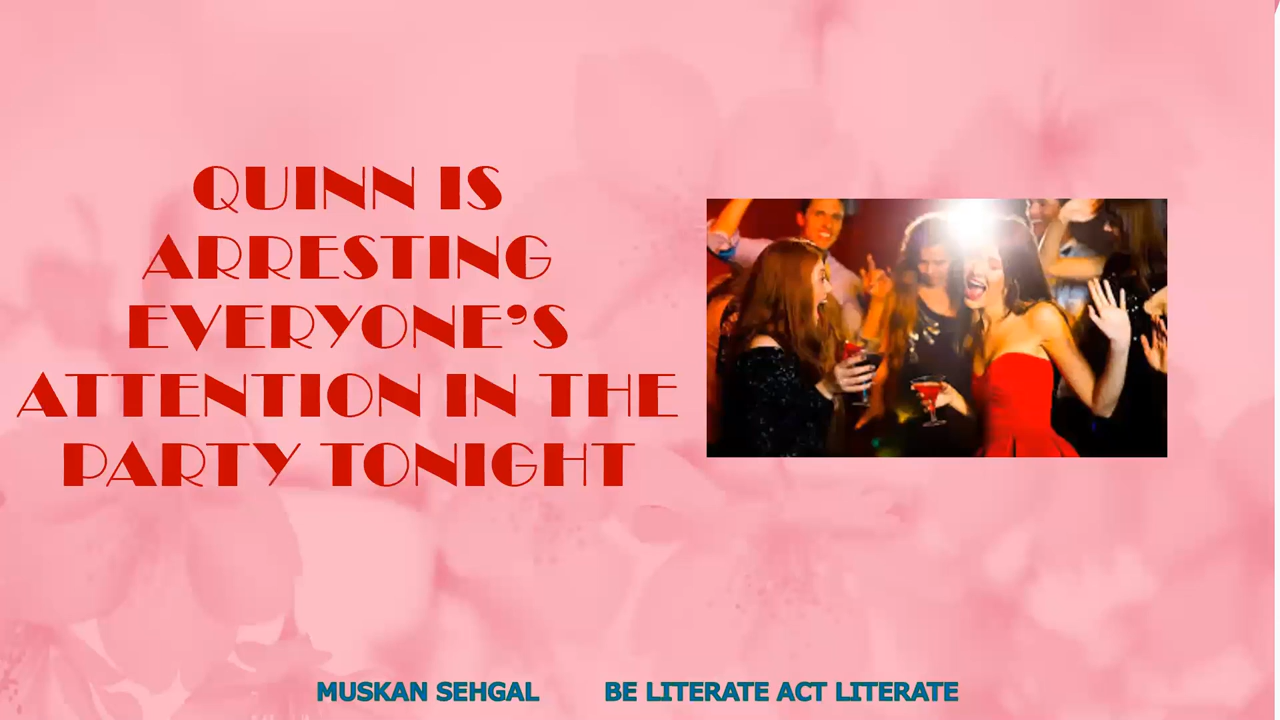 QUINN IS
ARRESTING
EVERYONE'S
ATTENTION IN THE
PARTY TONIGHT
MUSKAN SEHGAL BE LITERATE ACT LITERATE